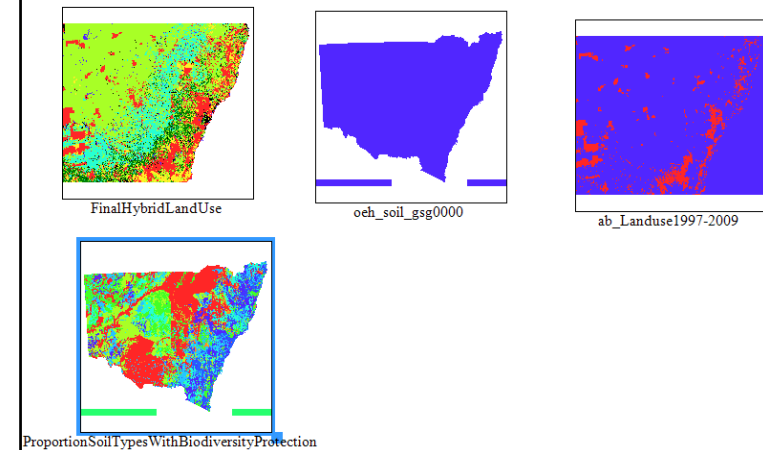 FinalHybridLandUse
oeh_soil_gsg0000
ab_Landuse1997-2009
ProportionSoilTypesWithBiodiversityProtection